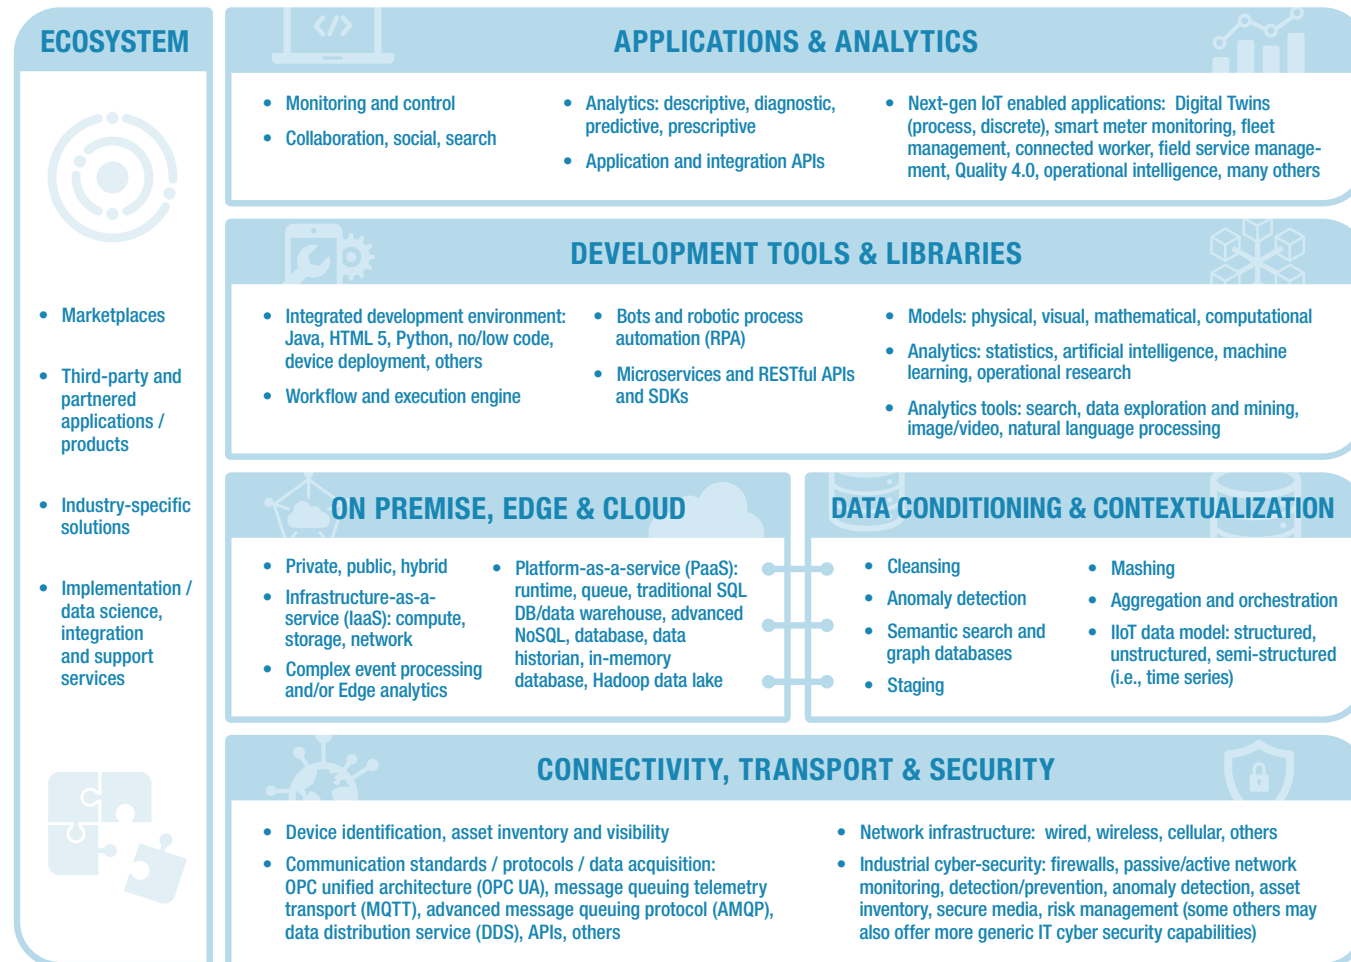 ECOSYSTEM
• Marketplaces
• Third-party and
partnered
applications /
products
• Industry-specific
solutions
• Implementation /
data science,
integration
and support
services
APPLICATIONS & ANALYTICS
• Monitoring and control
• Collaboration, social, search
• Analytics: descriptive, diagnostic,
predictive, prescriptive
• Application and integration APIs
• Next-gen IoT enabled applications: Digital Twins
(process, discrete), smart meter monitoring, fleet
management, connected worker, field service manage-
ment, Quality 4.0, operational intelligence, many others
DEVELOPMENT TOOLS & LIBRARIES
• Integrated development environment:
Java, HTML 5, Python, no/low code,
device deployment, others
• Workflow and execution engine
• Bots and robotic process
automation (RPA)
• Microservices and RESTful APIs
and SDKs
• Models: physical, visual, mathematical, computational
• Analytics: statistics, artificial intelligence, machine
learning, operational research
• Analytics tools: search, data exploration and mining,
image/video, natural language processing
ON PREMISE, EDGE & CLOUD
• Private, public, hybrid
• Infrastructure-as-a-
service (IaaS): compute,
storage, network
• Complex event processing
and/or Edge analytics
• Platform-as-a-service (PaaS):
runtime, queue, traditional SQL
DB/data warehouse, advanced
NoSQL, database, data
historian, in-memory
database, Hadoop data lake
DATA CONDITIONING & CONTEXTUALIZATION
• Cleansing
• Anomaly detection
• Semantic search and
graph databases
• Staging
• Mashing
• Aggregation and orchestration
• IIoT data model: structured,
unstructured, semi-structured
(i.e., time series)
CONNECTIVITY, TRANSPORT & SECURITY
• Device identification, asset inventory and visibility
• Communication standards / protocols / data acquisition:
OPC unified architecture (OPC UA), message queuing telemetry
transport (MQTT), advanced message queuing protocol (AMQP),
data distribution service (DDS), APIs, others
• Network infrastructure: wired, wireless, cellular, others
• Industrial cyber-security: firewalls, passive/active network
monitoring, detection/prevention, anomaly detection, asset
inventory, secure media, risk management (some others may
also offer more generic IT cyber security capabilities)